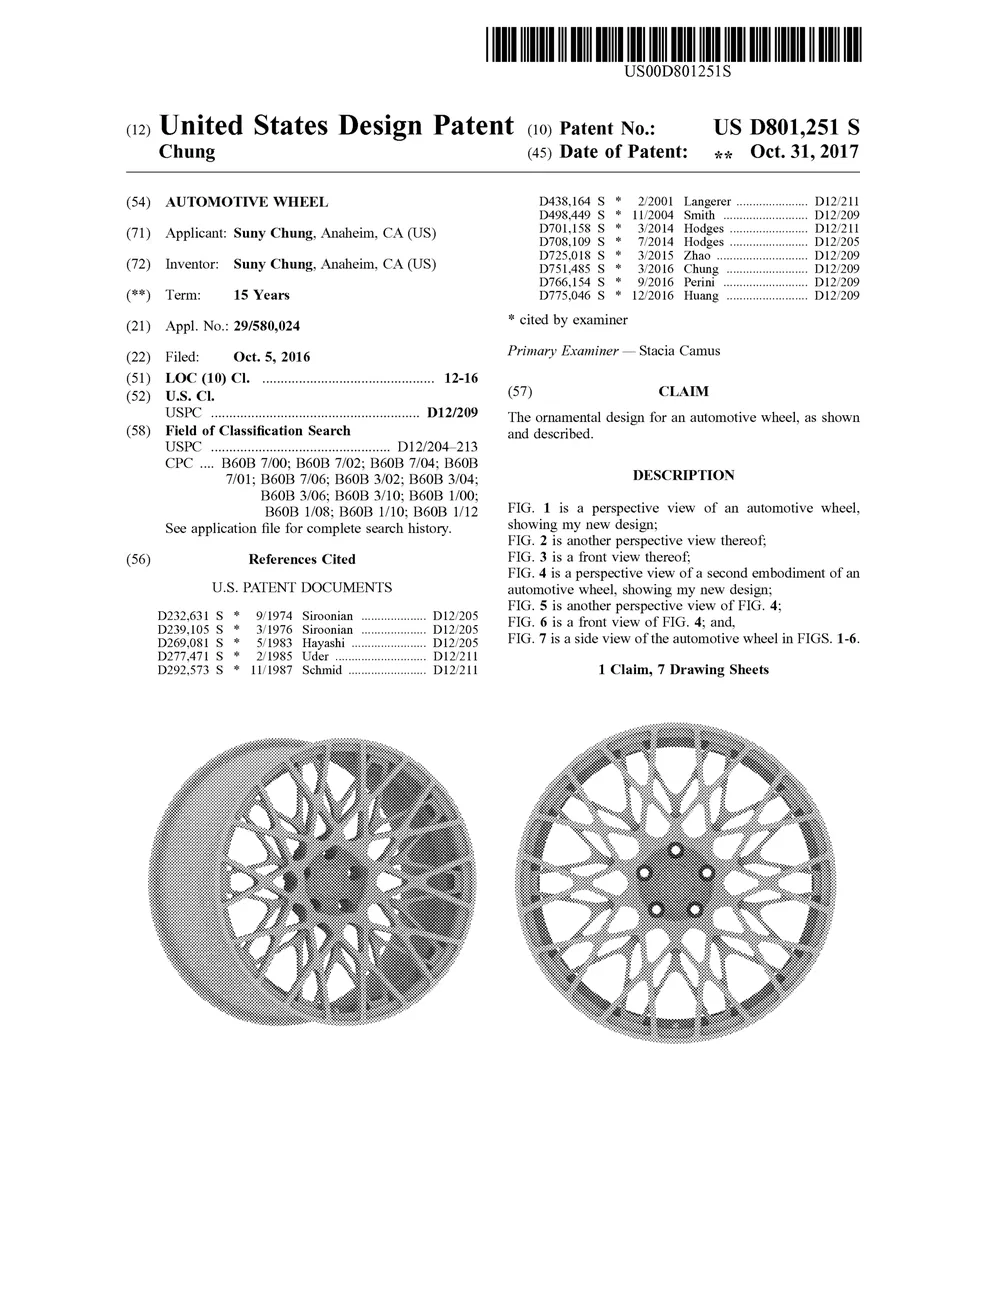 US00D801251S
(12) United States Design Patent
Chung
(10) Patent No.: US D801,251 S
(45) Date of Patent: ** Oct. 31, 2017
(54) AUTOMOTIVE WHEEL
(71) Applicant: Suny Chung, Anaheim, CA (US)
(72) Inventor: Suny Chung, Anaheim, CA (US)
(**) Term: 15 Years
(21) Appl. No.: 29/580,024
(22) Filed: Oct. 5, 2016
(51) LOC (10) Cl. ............................................... 12-16
(52) U.S. Cl.
USPC ......................................................... D12/209
(58) Field of Classification Search
USPC ................................................. D12/204–213
CPC .... B60B 7/00; B60B 7/02; B60B 7/04; B60B
7/01; B60B 7/06; B60B 3/02; B60B 3/04;
B60B 3/06; B60B 3/10; B60B 1/00;
B60B 1/08; B60B 1/10; B60B 1/12
See application file for complete search history.
(56) References Cited
U.S. PATENT DOCUMENTS
D232,631 S * 9/1974 Siroonian .................... D12/205
D239,105 S * 3/1976 Siroonian .................... D12/205
D269,081 S * 5/1983 Hayashi ....................... D12/205
D277,471 S * 2/1985 Uder ............................ D12/211
D292,573 S * 11/1987 Schmid ........................ D12/211
D438,164 S * 2/2001 Langerer ...................... D12/211
D498,449 S * 11/2004 Smith .......................... D12/209
D701,158 S * 3/2014 Hodges ........................ D12/211
D708,109 S * 7/2014 Hodges ........................ D12/205
D725,018 S * 3/2015 Zhao ............................ D12/209
D751,485 S * 3/2016 Chung ......................... D12/209
D766,154 S * 9/2016 Perini .......................... D12/209
D775,046 S * 12/2016 Huang ......................... D12/209
* cited by examiner
Primary Examiner — Stacia Camus
(57) CLAIM
The ornamental design for an automotive wheel, as shown
and described.
DESCRIPTION
FIG. 1 is a perspective view of an automotive wheel,
showing my new design;
FIG. 2 is another perspective view thereof;
FIG. 3 is a front view thereof;
FIG. 4 is a perspective view of a second embodiment of an
automotive wheel, showing my new design;
FIG. 5 is another perspective view of FIG. 4;
FIG. 6 is a front view of FIG. 4; and,
FIG. 7 is a side view of the automotive wheel in FIGS. 1-6.
1 Claim, 7 Drawing Sheets